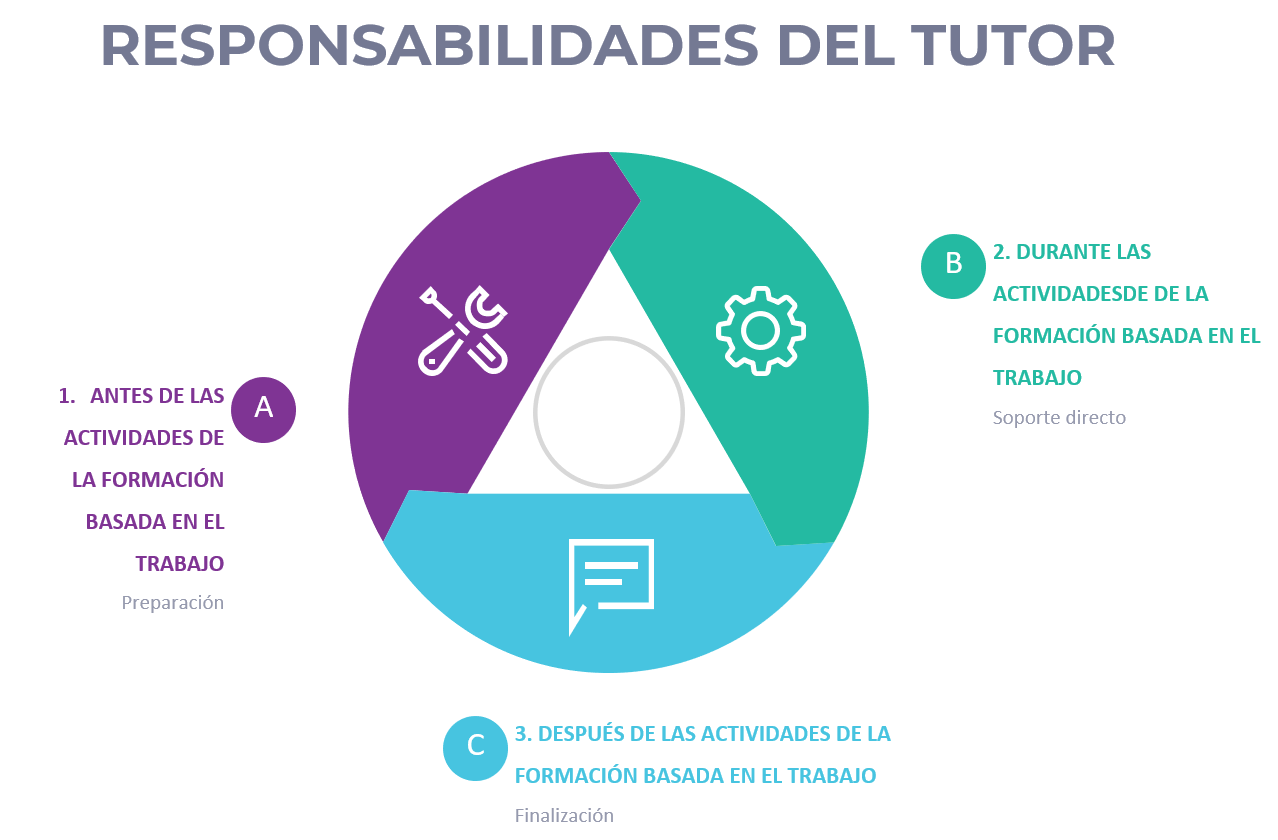 RESPONSABILIDADES DEL TUTOR
A
1. ANTES DE LAS
ACTIVIDADES DE
LA FORMACIÓN
BASADA EN EL
TRABAJO
Preparación
B
2. DURANTE LAS
ACTIVIDADESDE DE LA
FORMACIÓN BASADA EN EL
TRABAJO
Soporte directo
C
3. DESPUÉS DE LAS ACTIVIDADES DE LA
FORMACIÓN BASADA EN EL TRABAJO
Finalización